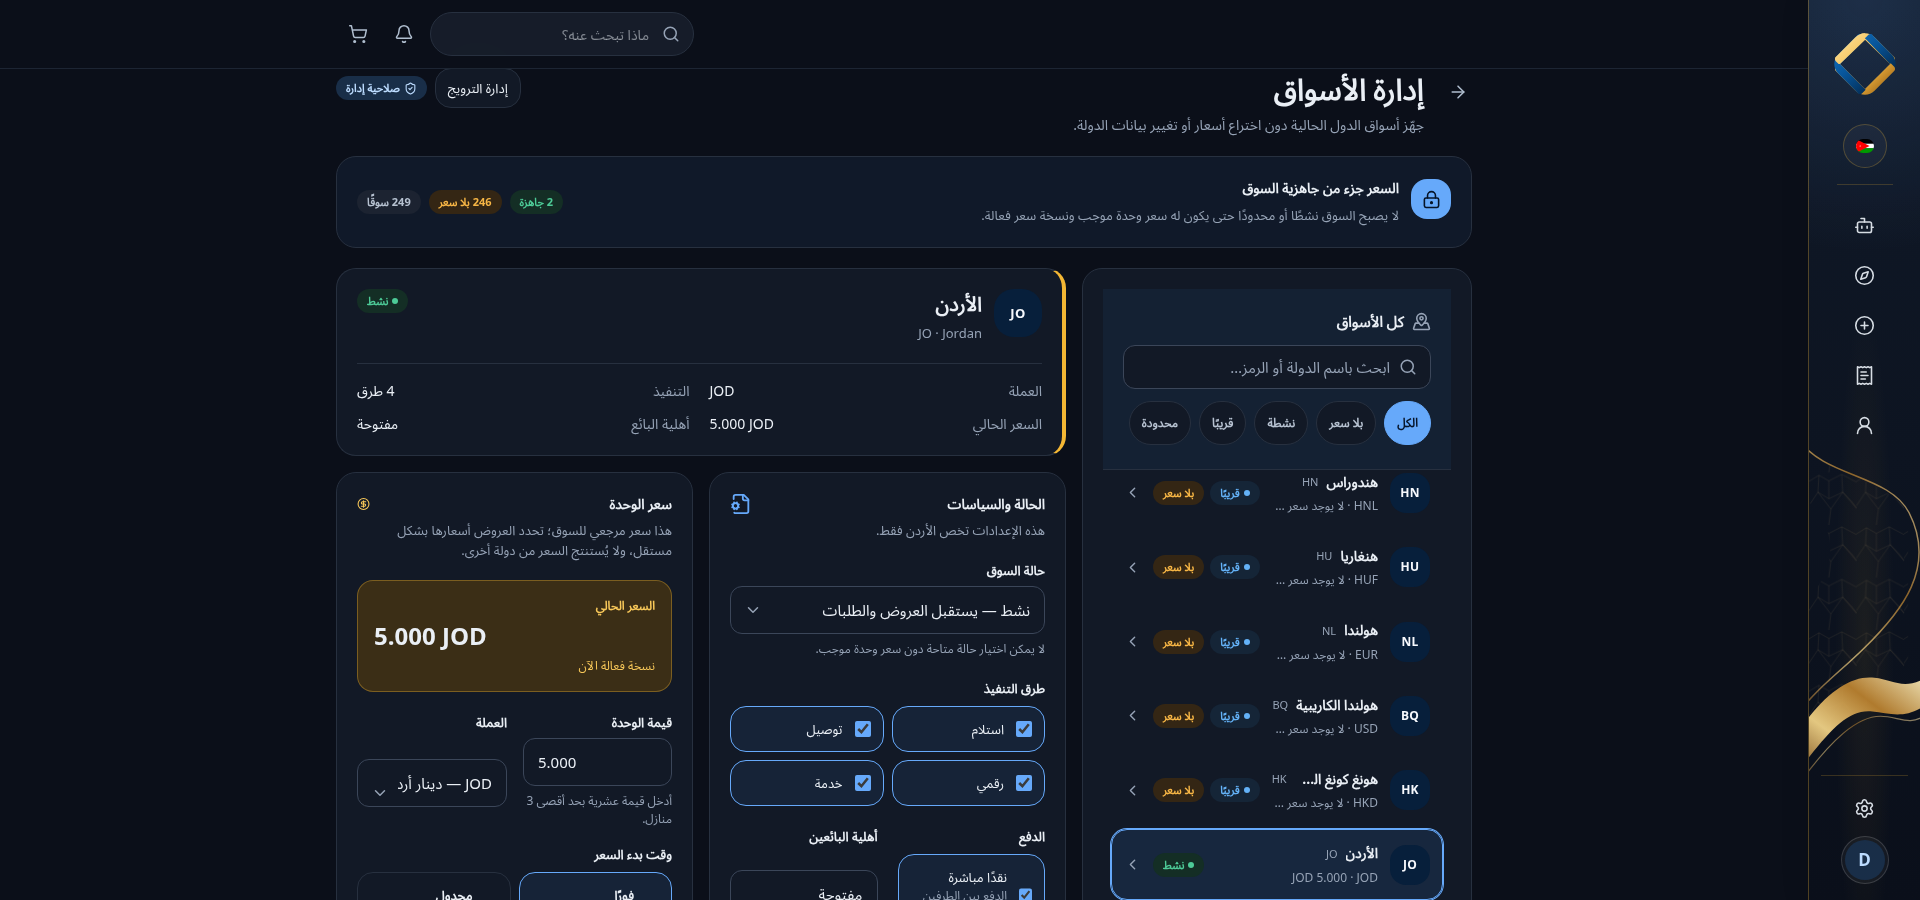 ماذا تبحث عنه؟
إدارة الأسواق
جهّز أسواق الدول الحالية دون اختراع أسعار أو تغيير بيانات الدولة.
إدارة الترويج
صلاحية إدارة
السعر جزء من جاهزية السوق
لا يصبح السوق نشطًا أو محدودًا حتى يكون له سعر وحدة موجب ونسخة سعر فعالة.
2 جاهزة
246 بلا سعر
249 سوقًا
كل الأسواق
ابحث باسم الدولة أو الرمز...
الكل
بلا سعر
نشطة
قريبًا
محدودة
HN
هندوراس HN
HNL · لا يوجد سعر ...
قريبًا
بلا سعر
HU
هنغاريا HU
HUF · لا يوجد سعر ...
قريبًا
بلا سعر
NL
هولندا NL
EUR · لا يوجد سعر ...
قريبًا
بلا سعر
BQ
هولندا الكاريبية BQ
USD · لا يوجد سعر ...
قريبًا
بلا سعر
HK
هونغ كونغ الـ... HK
HKD · لا يوجد سعر ...
قريبًا
بلا سعر
JO
الأردن JO
JOD 5.000 · JOD
نشط
JO
الأردن
JO · Jordan
نشط
العملة JOD
التنفيذ 4 طرق
السعر الحالي 5.000 JOD
أهلية البائع مفتوحة
الحالة والسياسات
هذه الإعدادات تخص الأردن فقط.
حالة السوق
نشط — يستقبل العروض والطلبات
لا يمكن اختيار حالة متاحة دون سعر وحدة موجب.
طرق التنفيذ
استلام
توصيل
رقمي
خدمة
الدفع
نقدًا مباشرة
الدفع بين الطرفين
أهلية البائعين
مفتوحة
سعر الوحدة
هذا سعر مرجعي للسوق؛ تحدد العروض أسعارها بشكل
مستقل، ولا يُستنتج السعر من دولة أخرى.
السعر الحالي
5.000 JOD
نسخة فعالة الآن
قيمة الوحدة
5.000
أدخل قيمة عشرية بحد أقصى 3
منازل.
العملة
JOD — دينار أرد
وقت بدء السعر
فورًا
مجدول
D